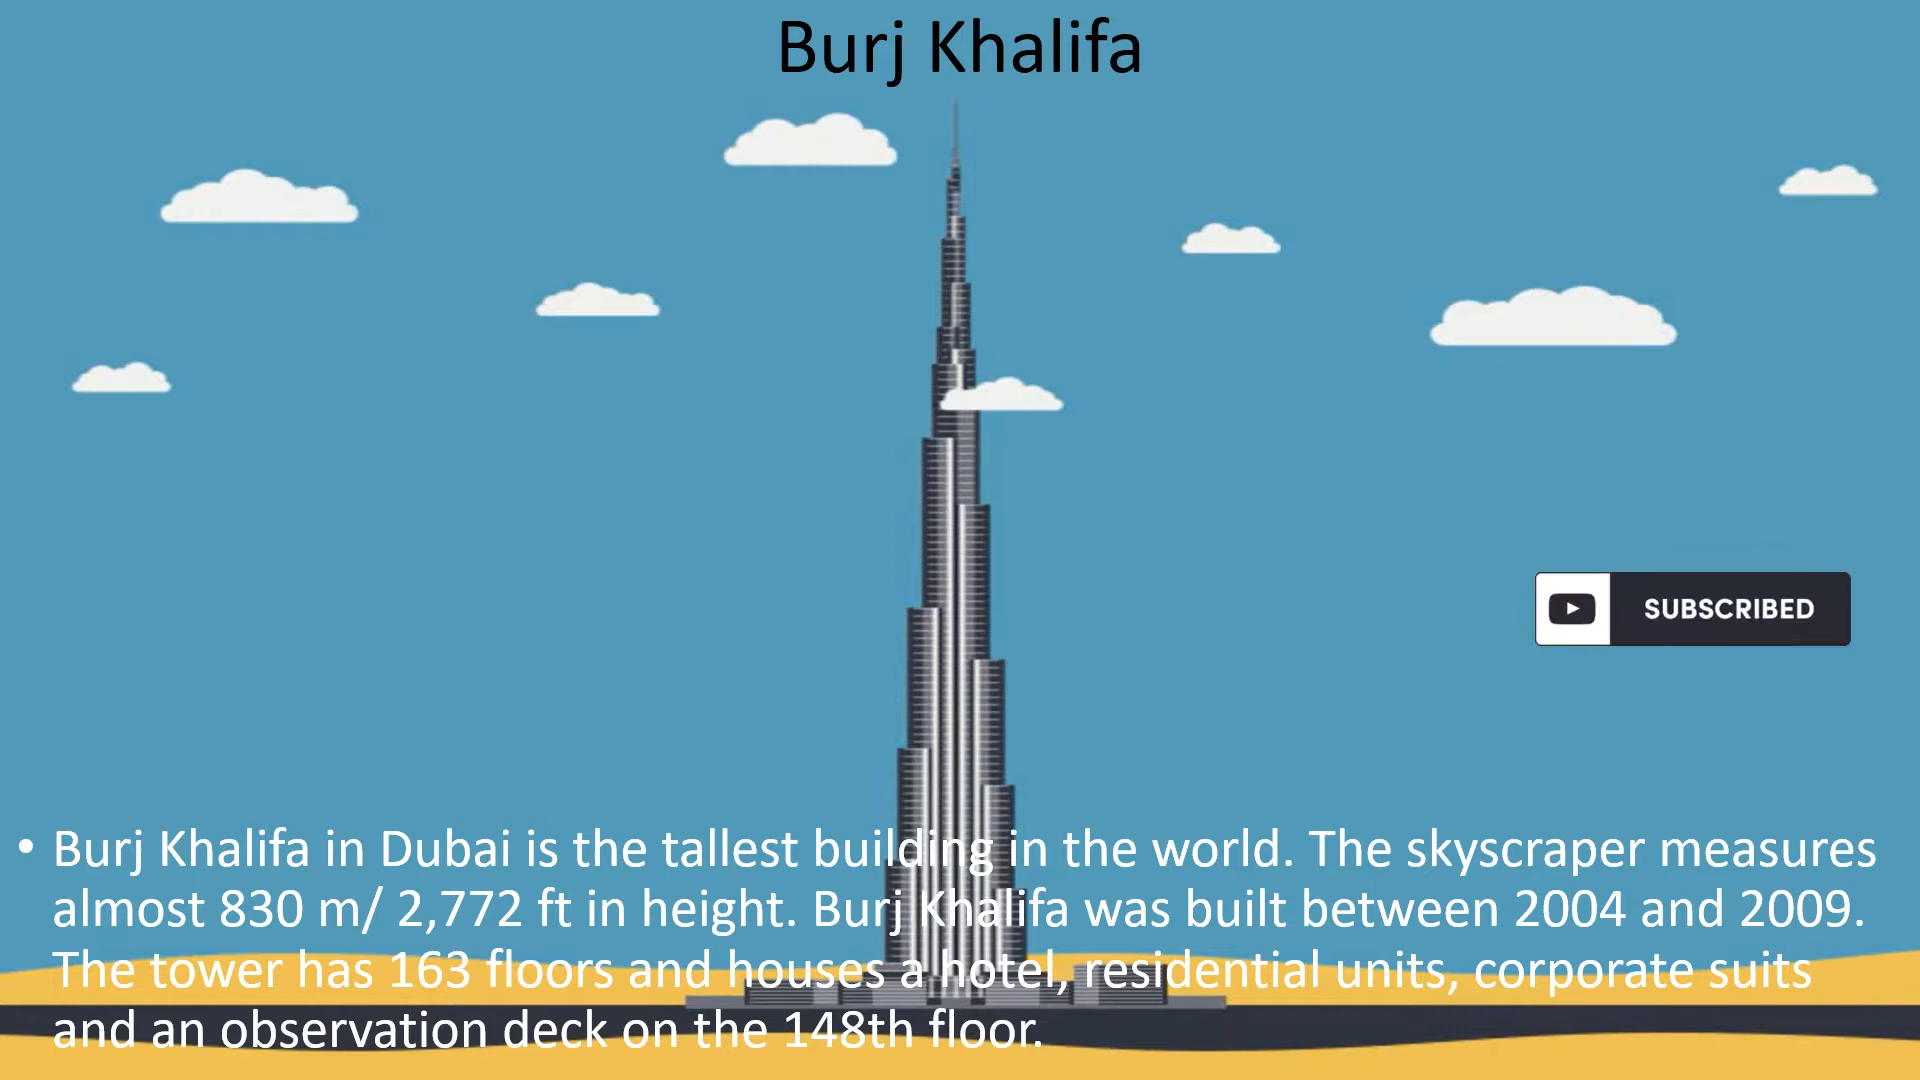 Burj Khalifa
SUBSCRIBED
• Burj Khalifa in Dubai is the tallest building in the world. The skyscraper measures
almost 830 m/ 2,772 ft in height. Burj Khalifa was built between 2004 and 2009.
The tower has 163 floors and houses a hotel, residential units, corporate suits
and an observation deck on the 148th floor.